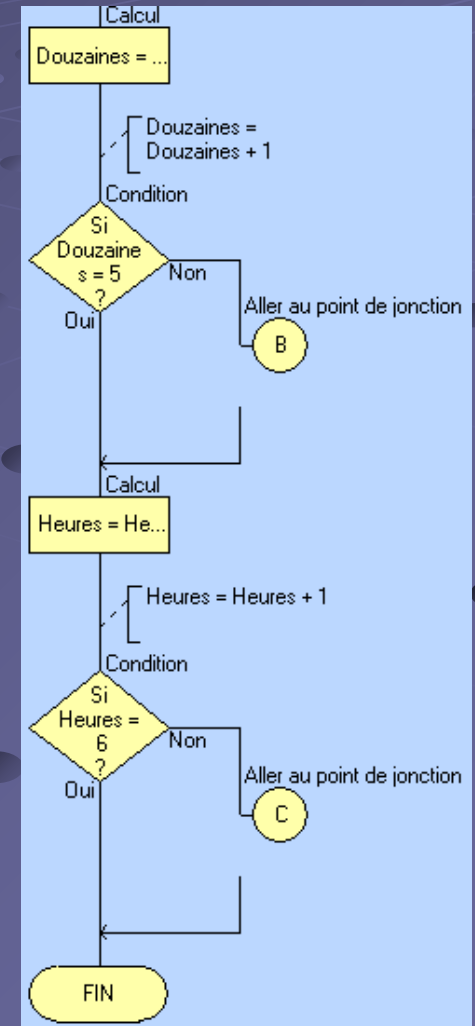 Calcul
Douzaines = ...
Douzaines =
Douzaines + 1
Condition
Si
Douzaine
s = 5
?
Non
Oui
Aller au point de jonction
B
Calcul
Heures = He...
Heures = Heures + 1
Condition
Si
Heures =
6
?
Non
Oui
Aller au point de jonction
C
FIN